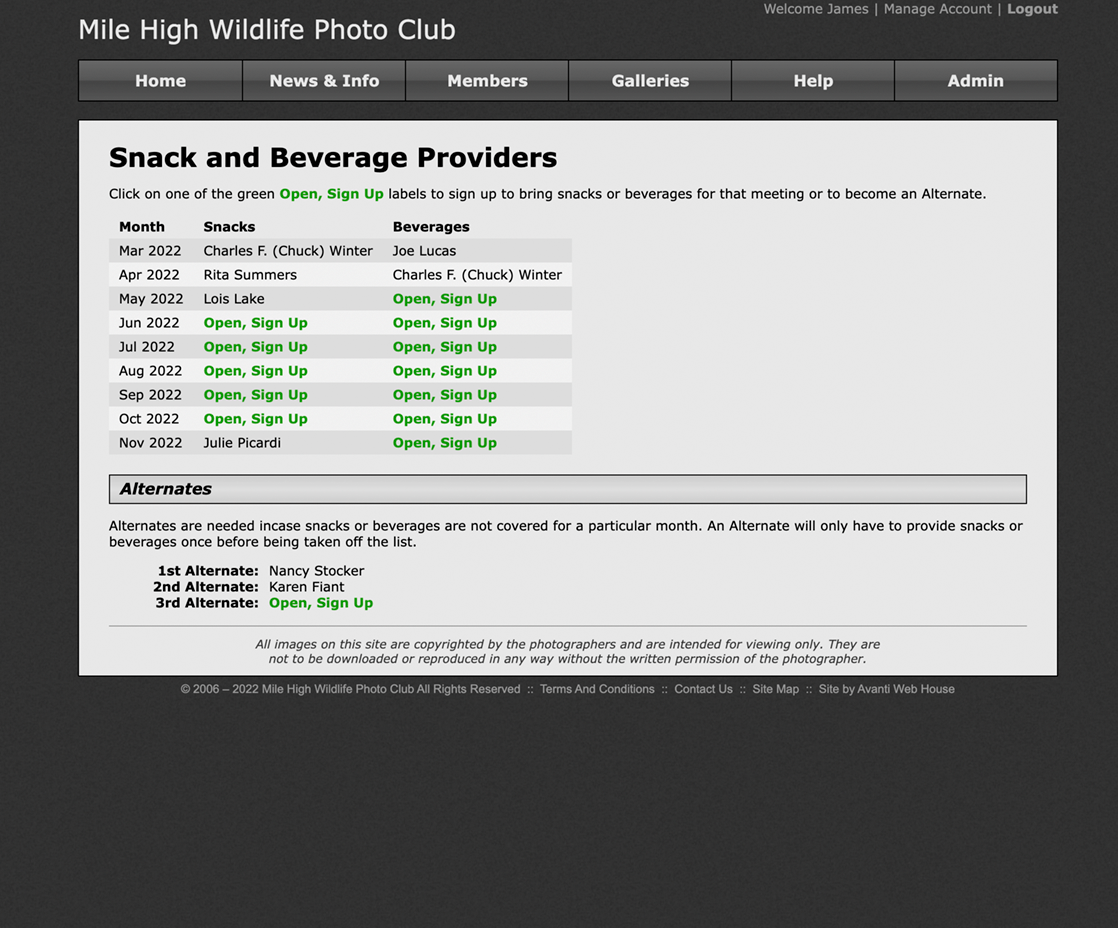 Welcome James | Manage Account | Logout
Mile High Wildlife Photo Club
Home News & Info Members Galleries Help Admin
Snack and Beverage Providers
Click on one of the green Open, Sign Up labels to sign up to bring snacks or beverages for that meeting or to become an Alternate.
Month Snacks Beverages
Mar 2022 Charles F. (Chuck) Winter Joe Lucas
Apr 2022 Rita Summers Charles F. (Chuck) Winter
May 2022 Lois Lake Open, Sign Up
Jun 2022 Open, Sign Up Open, Sign Up
Jul 2022 Open, Sign Up Open, Sign Up
Aug 2022 Open, Sign Up Open, Sign Up
Sep 2022 Open, Sign Up Open, Sign Up
Oct 2022 Open, Sign Up Open, Sign Up
Nov 2022 Julie Picardi Open, Sign Up
Alternates
Alternates are needed incase snacks or beverages are not covered for a particular month. An Alternate will only have to provide snacks or
beverages once before being taken off the list.
1st Alternate: Nancy Stocker
2nd Alternate: Karen Fiant
3rd Alternate: Open, Sign Up
All images on this site are copyrighted by the photographers and are intended for viewing only. They are
not to be downloaded or reproduced in any way without the written permission of the photographer.
© 2006 – 2022 Mile High Wildlife Photo Club All Rights Reserved :: Terms And Conditions :: Contact Us :: Site Map :: Site by Avanti Web House